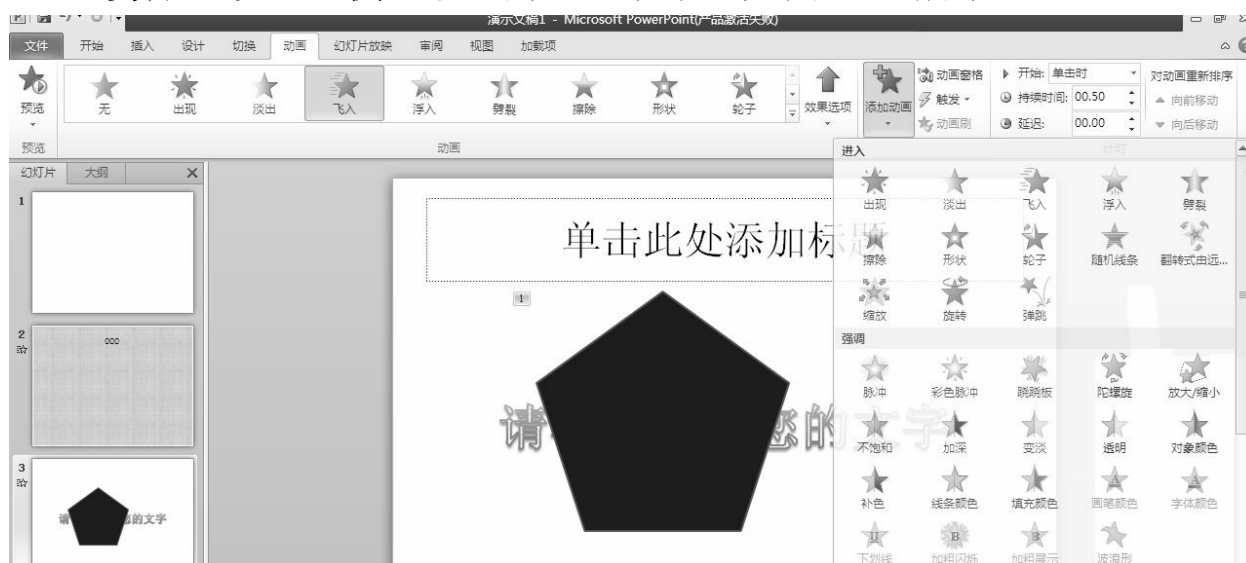 演示文稿1 - Microsoft PowerPoint(产品激活失败)
文件 开始 插入 设计 切换 动画 幻灯片放映 审阅 视图 加载项
预览 无 出现 淡出 飞入 浮入 劈裂 擦除 形状 轮子 效果选项 添加动画
动画窗格
触发
动画刷
开始: 单击时
持续时间: 00.50
延迟: 00.00
对动画重新排序
向前移动
向后移动
预览 动画 计时
幻灯片 大纲
1
2
000
3
单击此处添加标题
1
请
您的文字
进入
出现 淡出 飞入 浮入 劈裂
擦除 形状 轮子 随机线条 翻转式由远...
缩放 旋转 弹跳
强调
脉冲 彩色脉冲 跷跷板 陀螺旋 放大/缩小
不饱和 加深 变淡 透明 对象颜色
补色 线条颜色 填充颜色 画笔颜色 字体颜色
下划线 加粗闪烁 加粗展示 波浪形